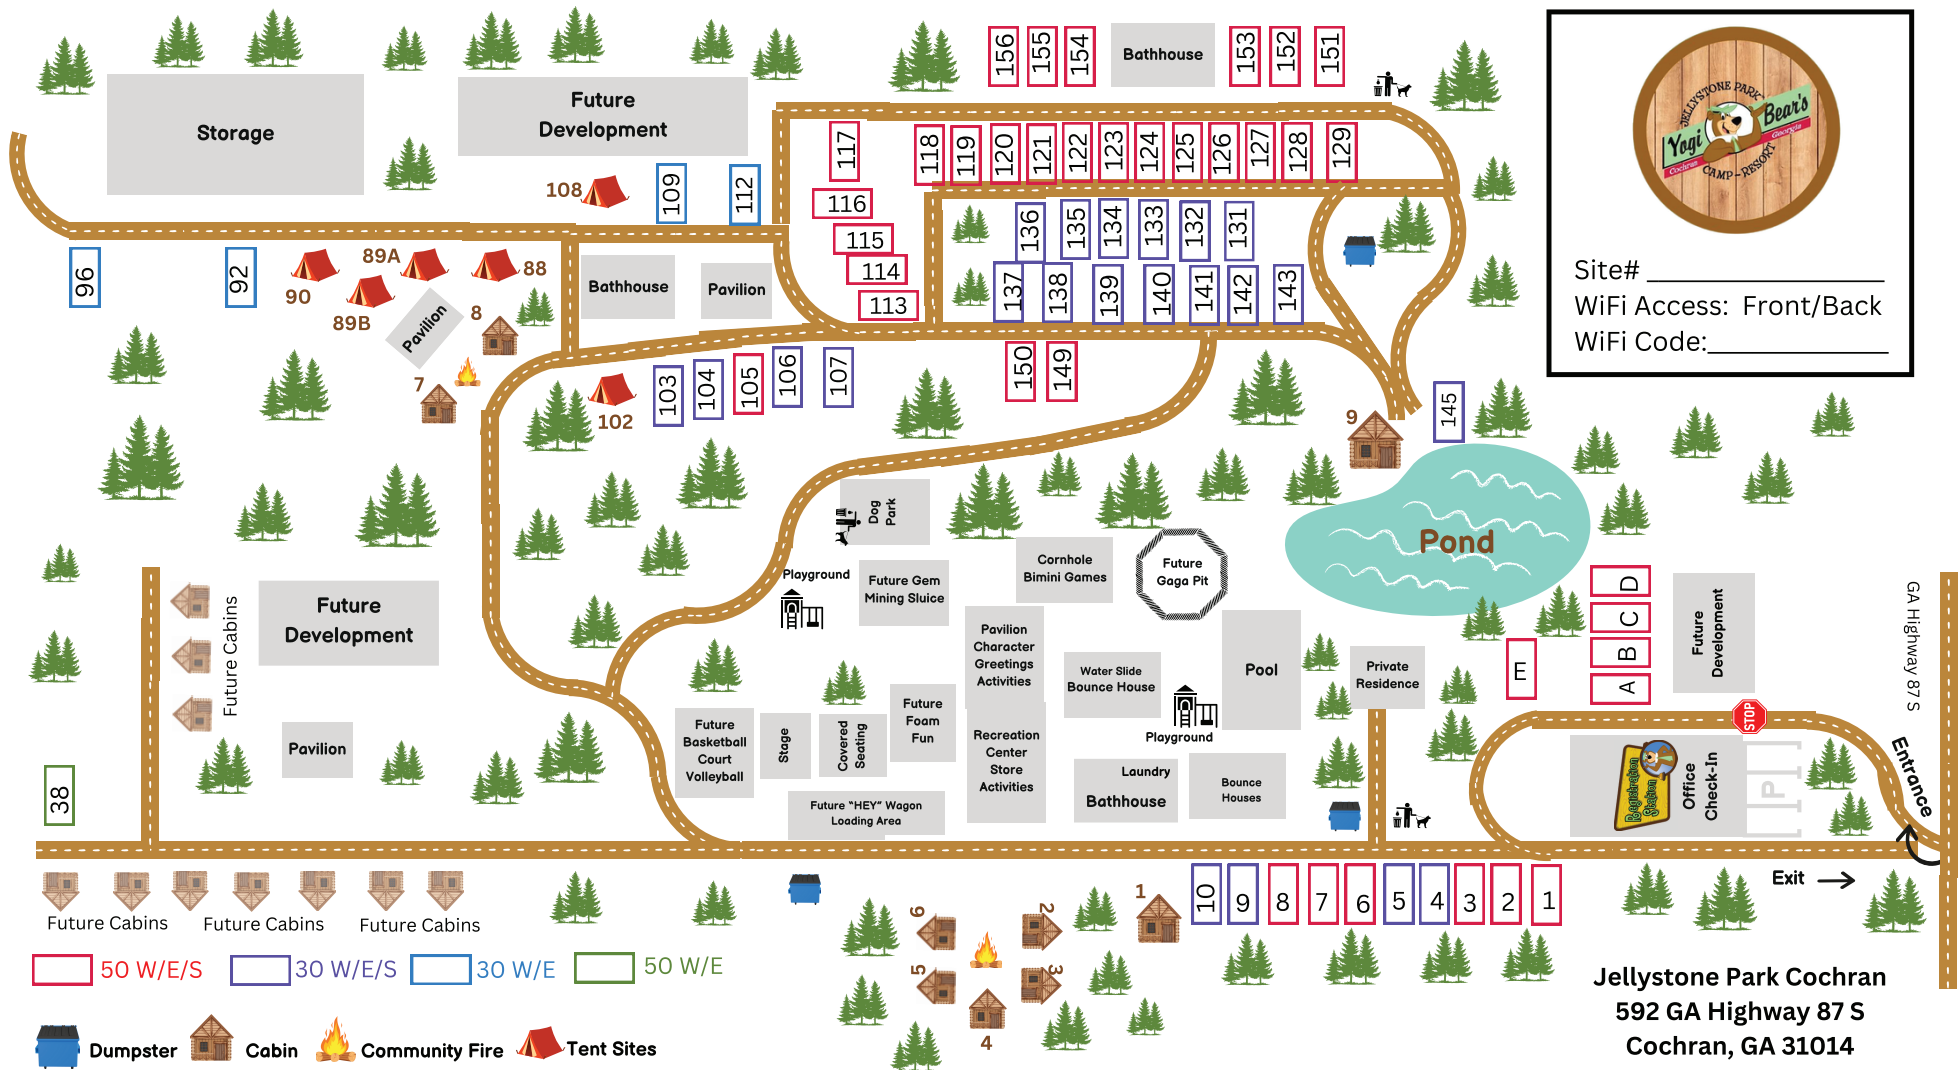 156
155
154
Bathhouse
153
152
151
JELLYSTONE PARK
Yogi
Bear's
Cochran
Georgia
CAMP-RESORT
Site#
WiFi Access:  Front/Back
WiFi Code:
Storage
Future
Development
117
118
119
120
121
122
123
124
125
126
127
128
129
108
109
112
116
115
114
113
136
135
134
133
132
131
137
138
139
140
141
142
143
96
92
90
89A
89B
88
Pavilion
8
7
Bathhouse
Pavilion
102
103
104
105
106
107
150
149
9
145
Pond
Dog
Park
Playground
Future Gem
Mining Sluice
Cornhole
Bimini Games
Future
Gaga Pit
Pavilion
Character
Greetings
Activities
Water Slide
Bounce House
Pool
Private
Residence
Playground
D
C
B
A
E
Future
Development
GA Highway 87 S
STOP
Entrance
Registration
Station
Office
Check-In
P
Future Cabins
Future
Development
Pavilion
38
Future
Basketball
Court
Volleyball
Stage
Covered
Seating
Future
Foam
Fun
Recreation
Center
Store
Activities
Laundry
Bathhouse
Bounce
Houses
Future "HEY" Wagon
Loading Area
Exit
10
9
8
7
6
5
4
3
2
1
1
2
3
4
5
6
Future Cabins
Future Cabins
Future Cabins
50 W/E/S
30 W/E/S
30 W/E
50 W/E
Dumpster
Cabin
Community Fire
Tent Sites
Jellystone Park Cochran
592 GA Highway 87 S
Cochran, GA 31014